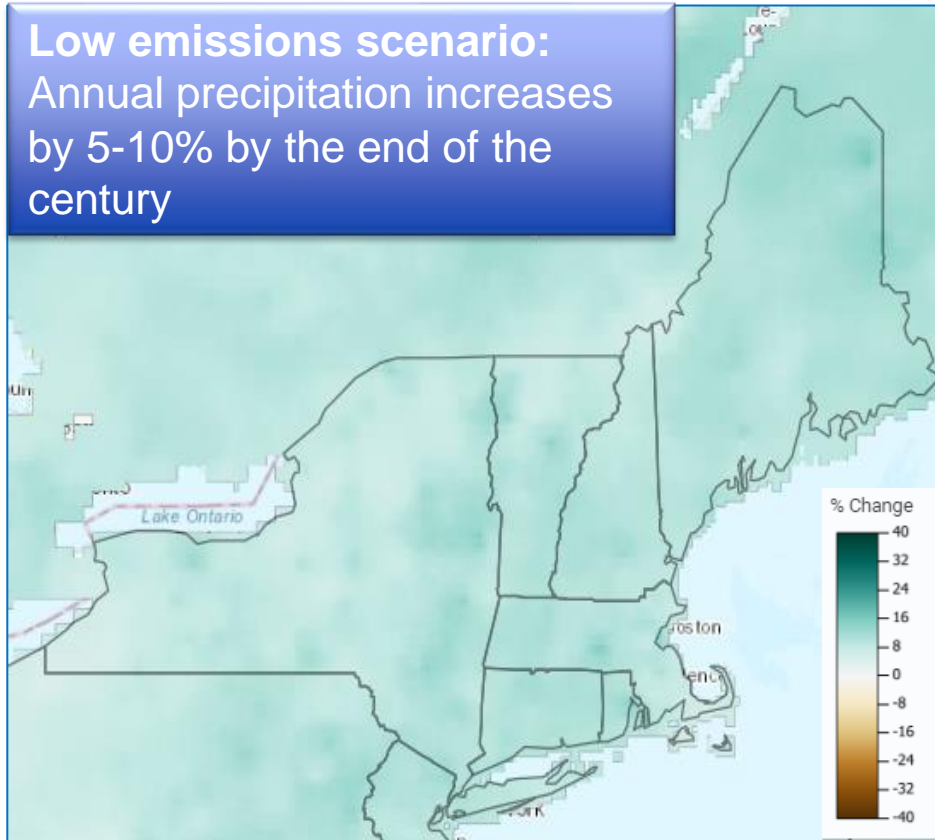 Low emissions scenario:
Annual precipitation increases
by 5-10% by the end of the
century
Lake Ontario
% Change
40
32
24
16
8
0
-8
-16
-24
-32
-40